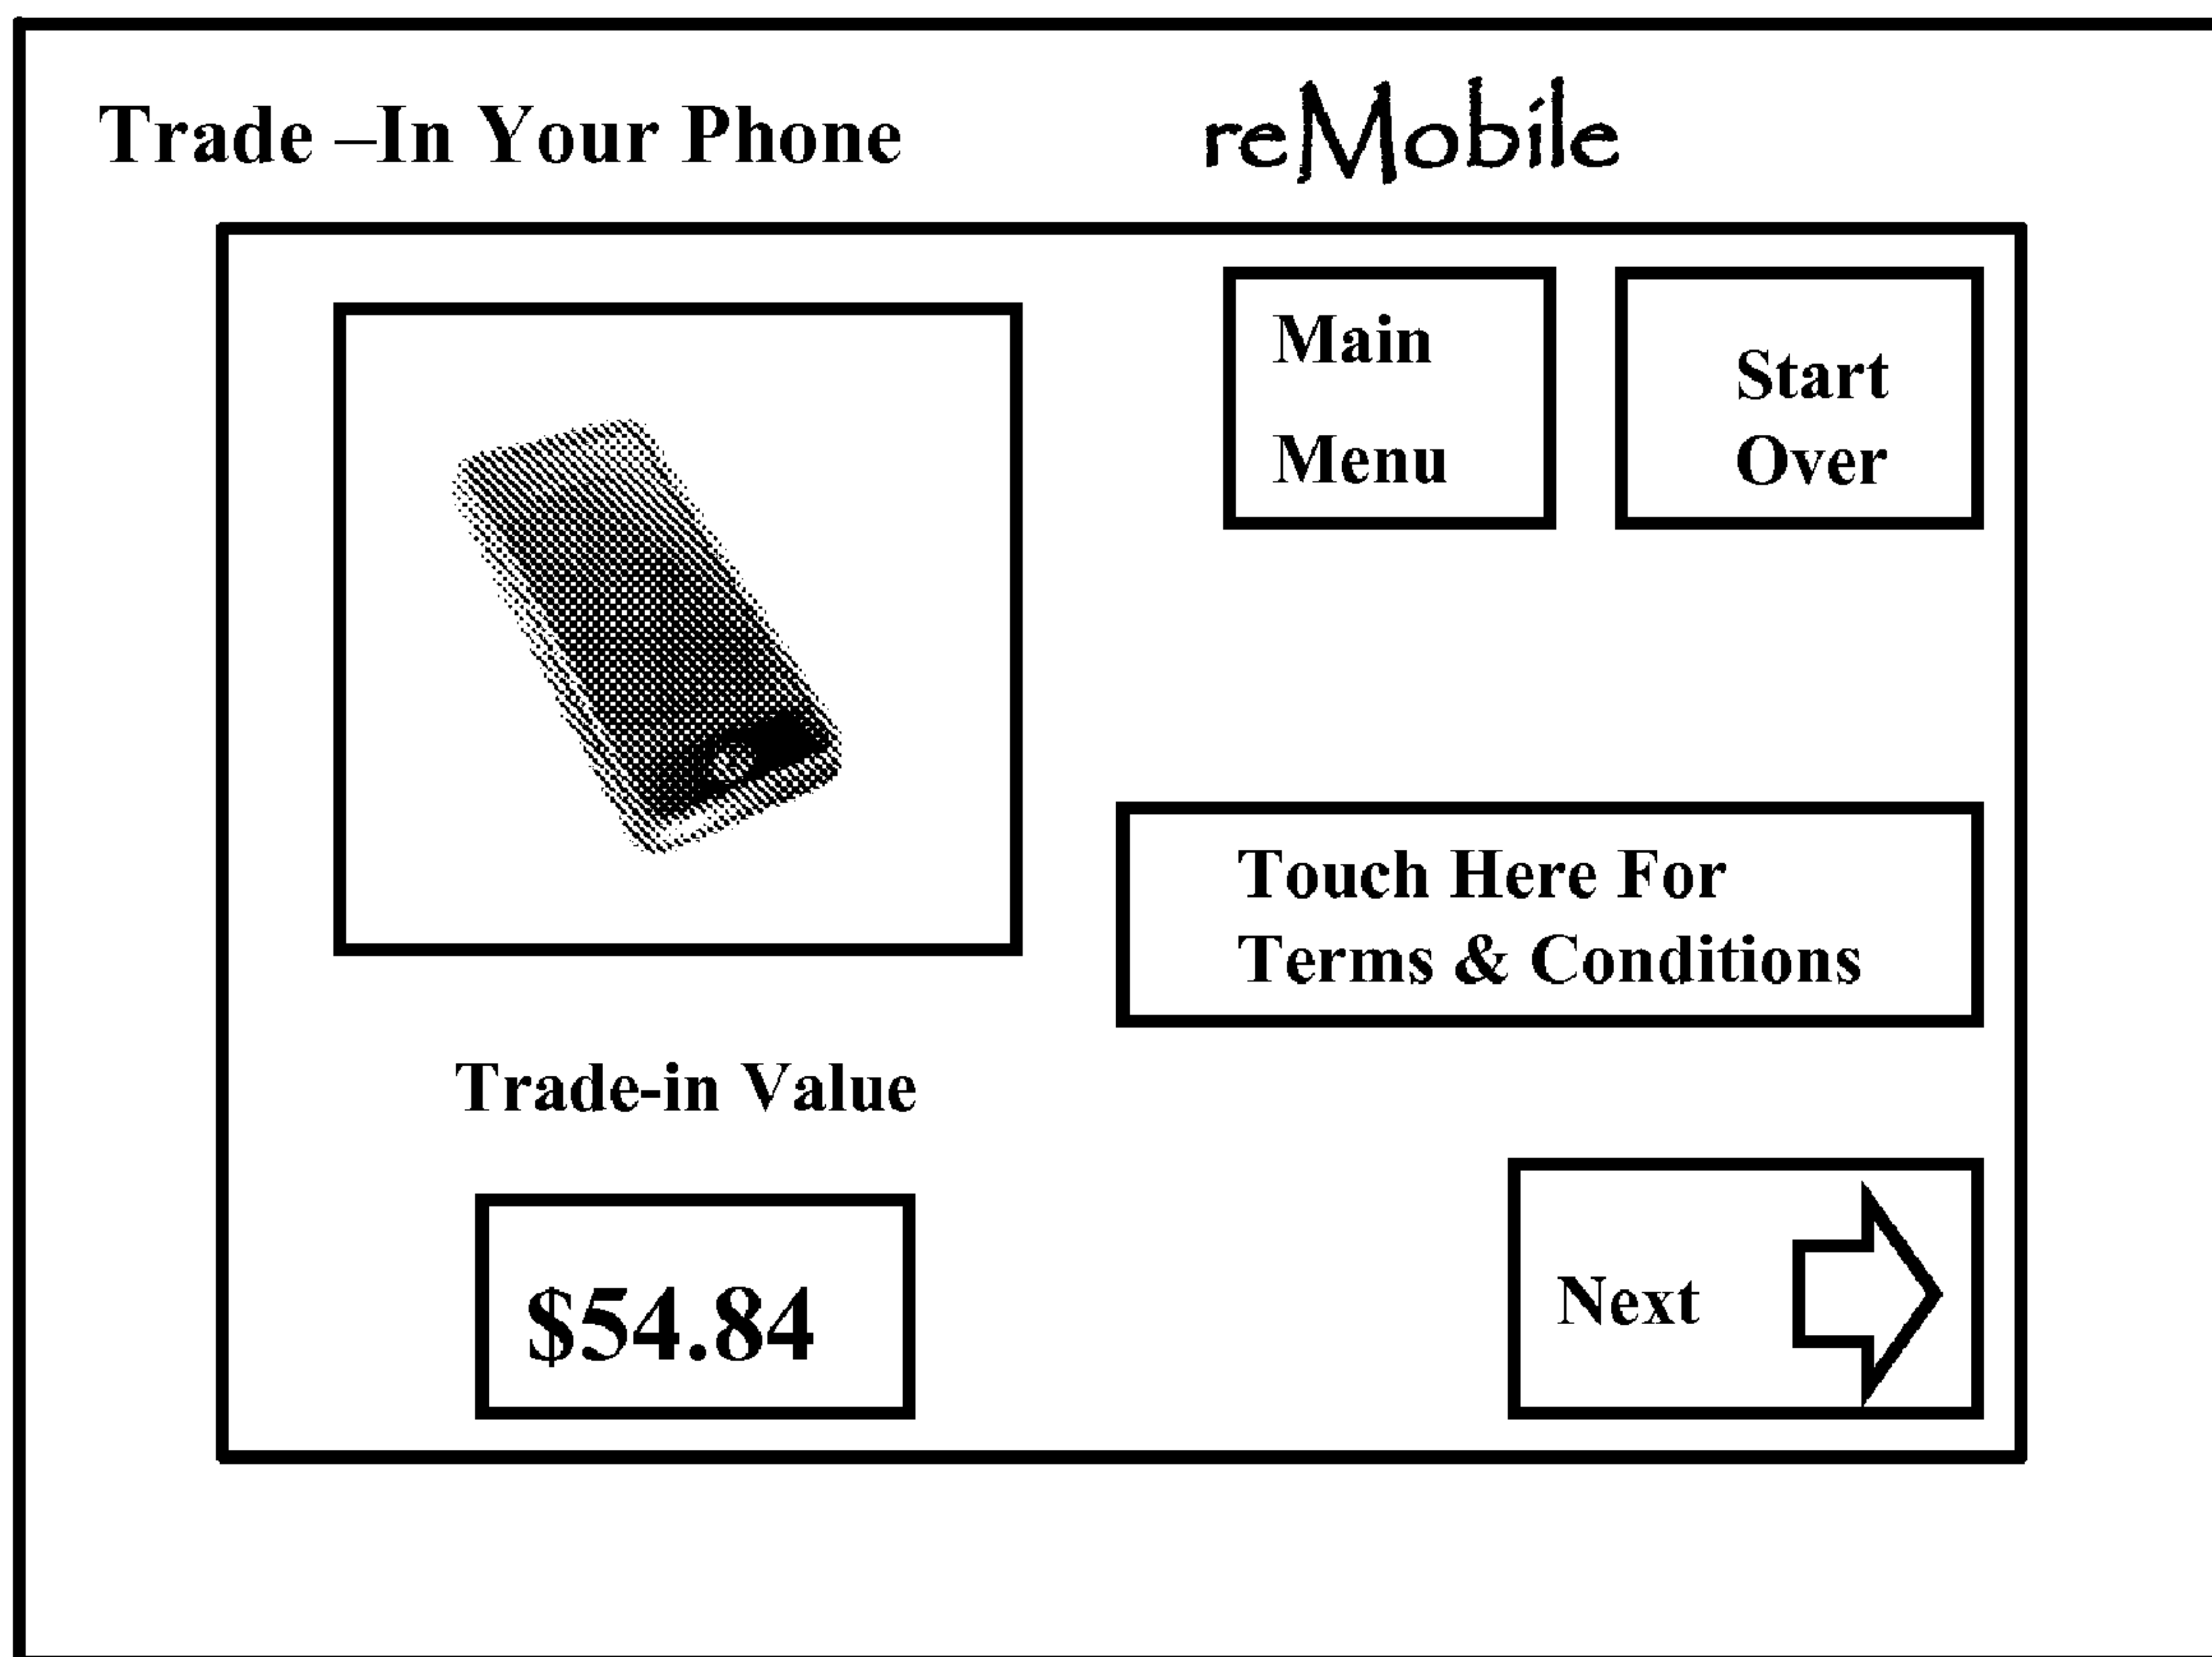 Trade –In Your Phone
reMobile
Main
Menu
Start
Over
Touch Here For
Terms & Conditions
Trade-in Value
$54.84
Next